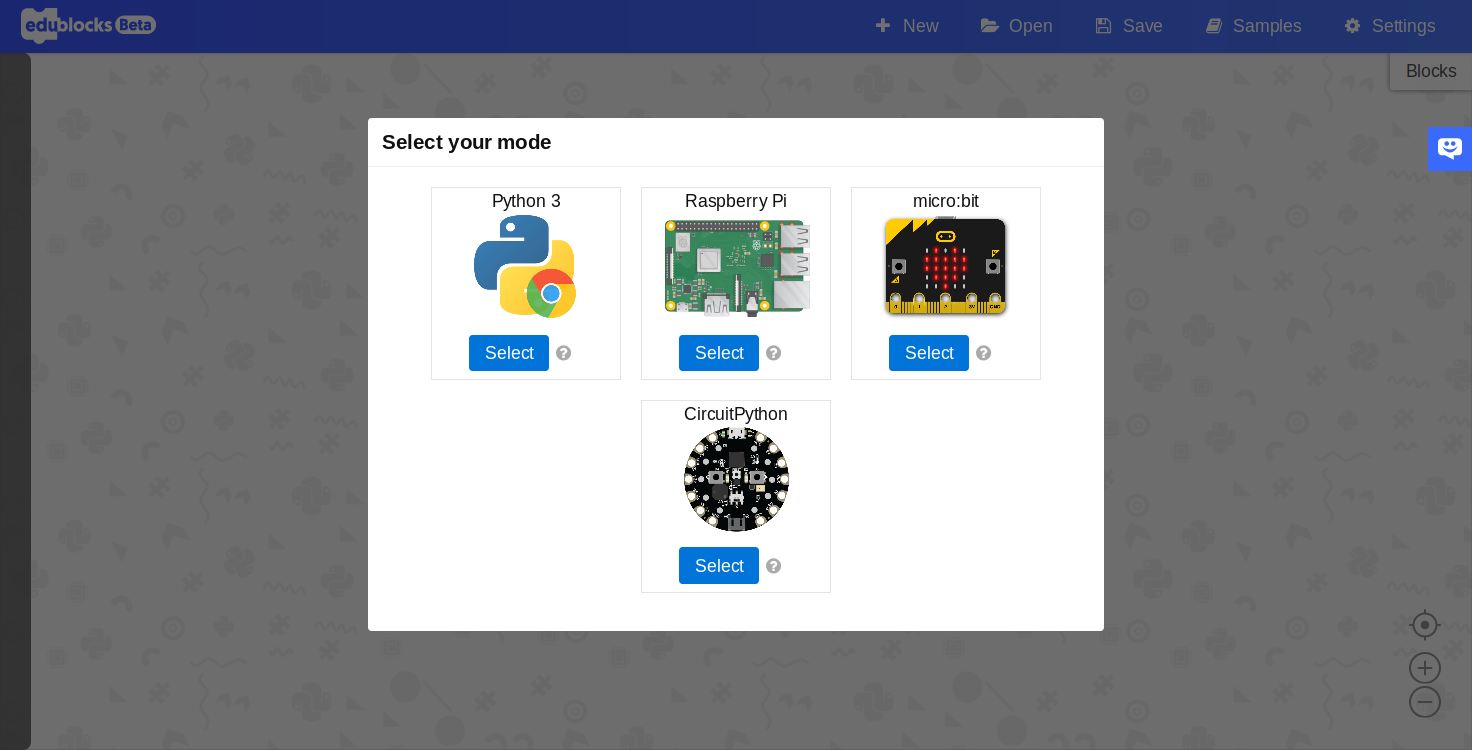 edublocks Beta
New
Open
Save
Samples
Settings
Blocks
Select your mode
Python 3
Raspberry Pi
micro:bit
Select
Select
Select
CircuitPython
Select